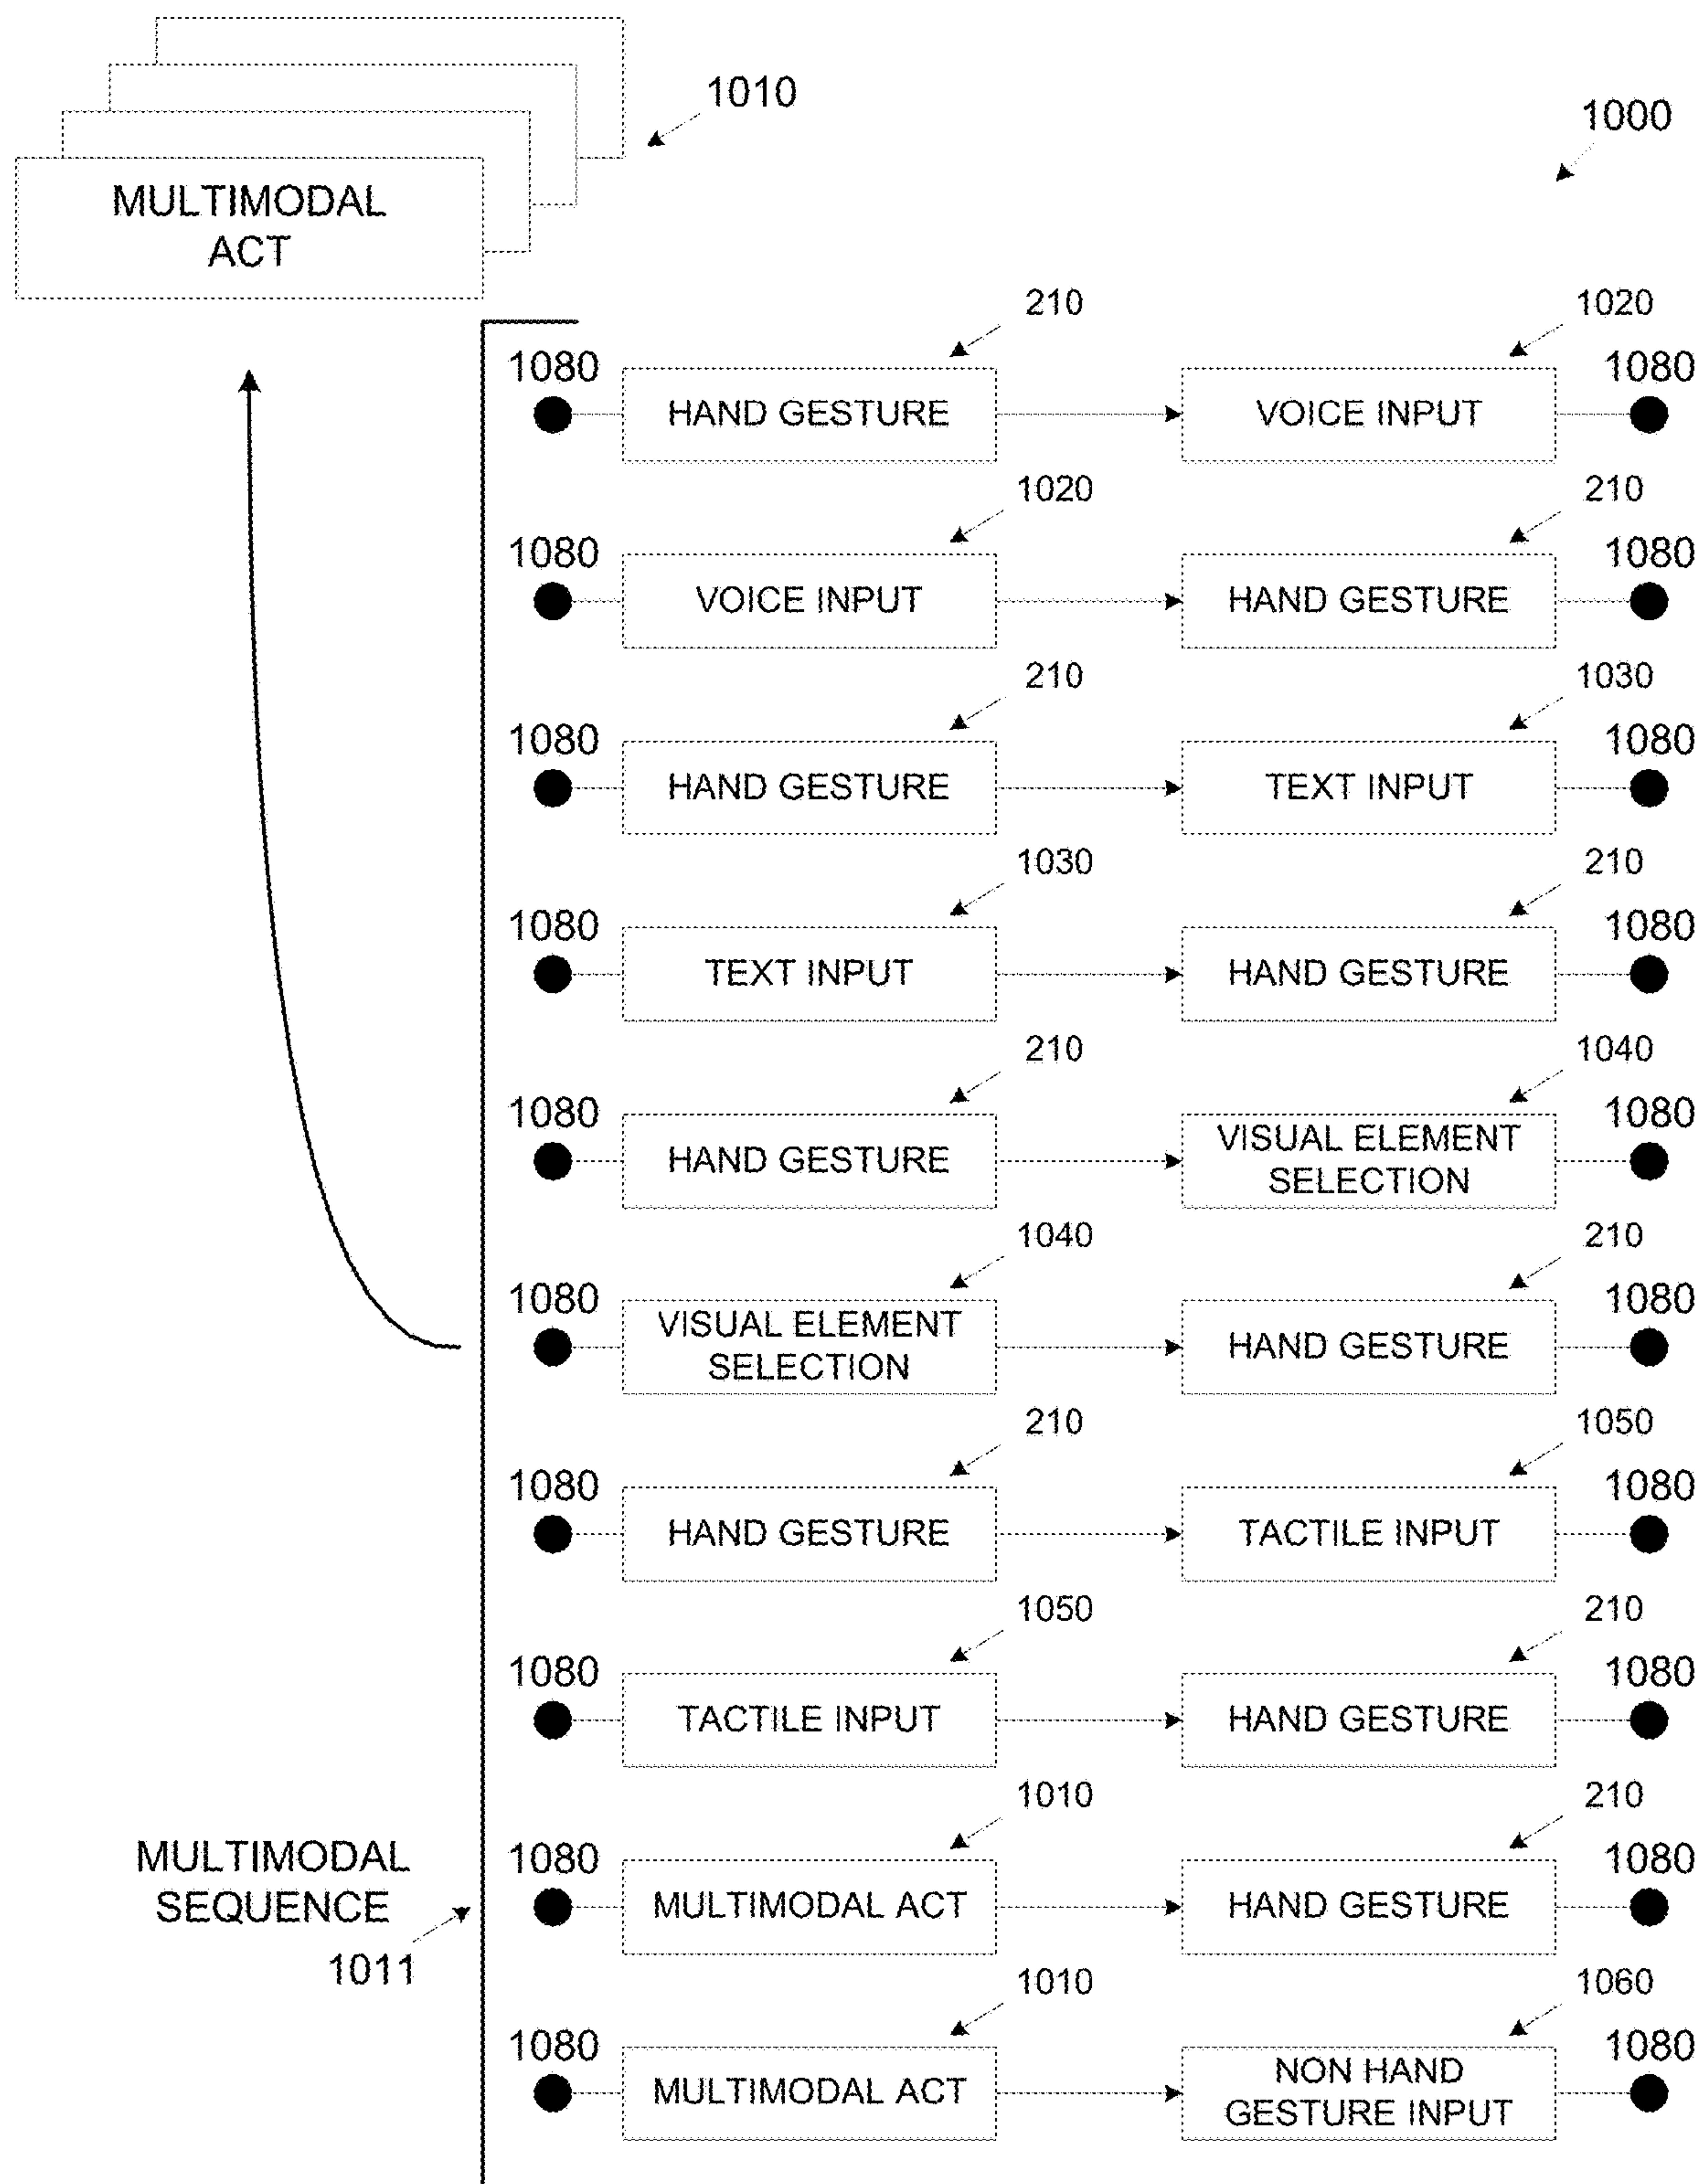 1010
1000
MULTIMODAL
ACT
210
1020
1080
1080
HAND GESTURE
VOICE INPUT
1020
210
1080
1080
VOICE INPUT
HAND GESTURE
210
1030
1080
1080
HAND GESTURE
TEXT INPUT
1030
210
1080
1080
TEXT INPUT
HAND GESTURE
210
1040
1080
1080
HAND GESTURE
VISUAL ELEMENT
SELECTION
1040
210
1080
1080
VISUAL ELEMENT
SELECTION
HAND GESTURE
210
1050
1080
1080
HAND GESTURE
TACTILE INPUT
1050
210
1080
1080
TACTILE INPUT
HAND GESTURE
1010
210
MULTIMODAL
SEQUENCE
1011
1080
1080
MULTIMODAL ACT
HAND GESTURE
1010
1060
1080
1080
MULTIMODAL ACT
NON HAND
GESTURE INPUT